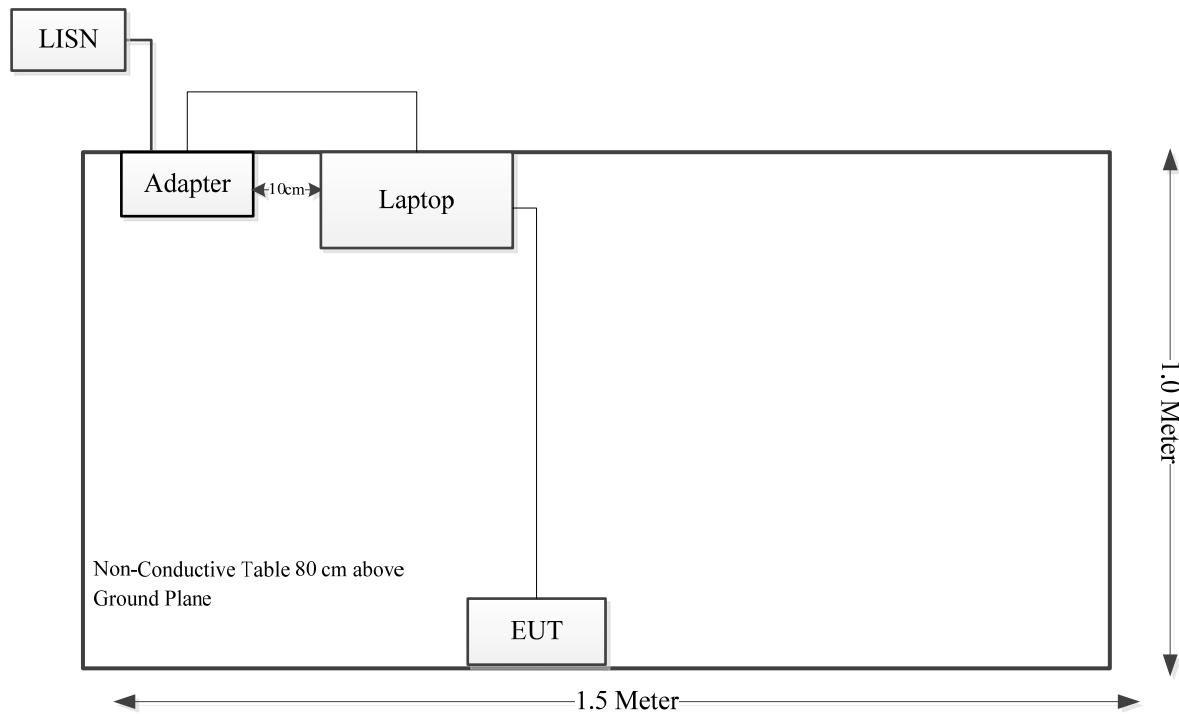 LISN
Adapter
10cm
Laptop
1.0 Meter
Non-Conductive Table 80 cm above
Ground Plane
EUT
1.5 Meter